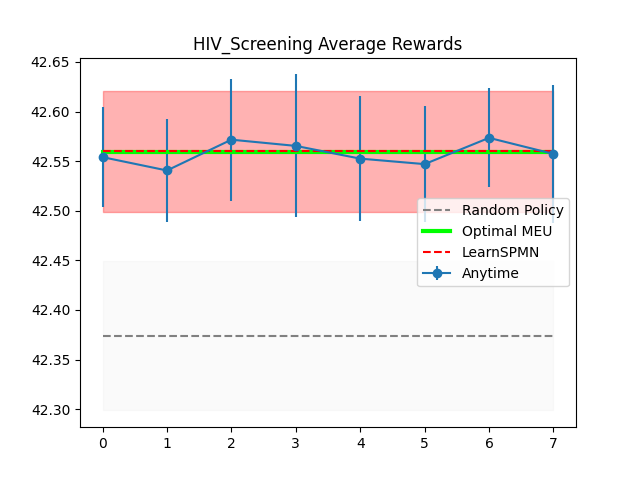 HIV_Screening Average Rewards
42.65
42.60
42.55
42.50
42.45
42.40
42.35
42.30
Random Policy
Optimal MEU
LearnSPMN
Anytime
0 1 2 3 4 5 6 7